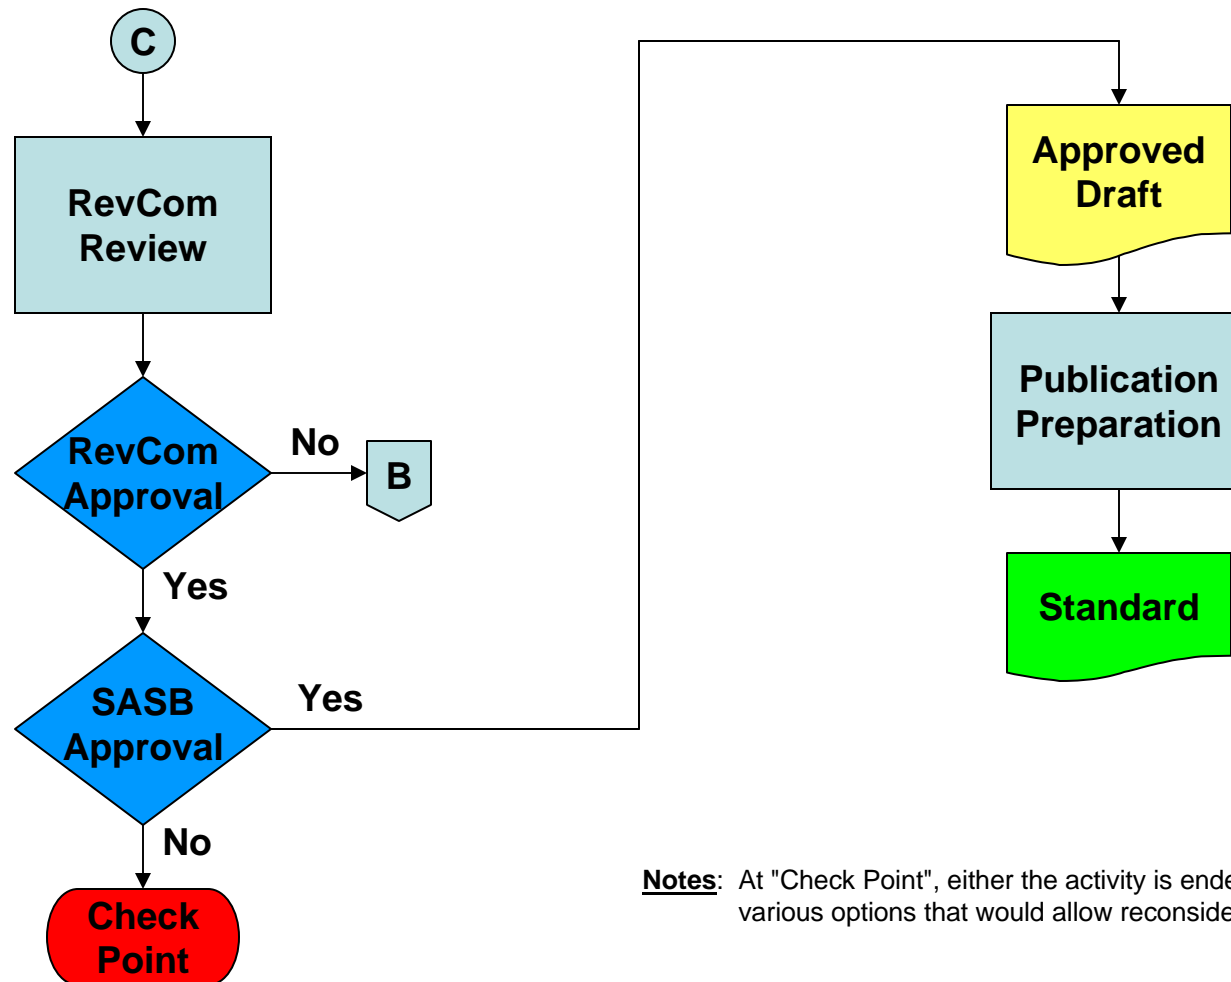 C
RevCom
Review
RevCom
Approval
No
B
Yes
SASB
Approval
Yes
No
Check
Point
Approved
Draft
Publication
Preparation
Standard
Notes: At "Check Point", either the activity is ende
various options that would allow reconside